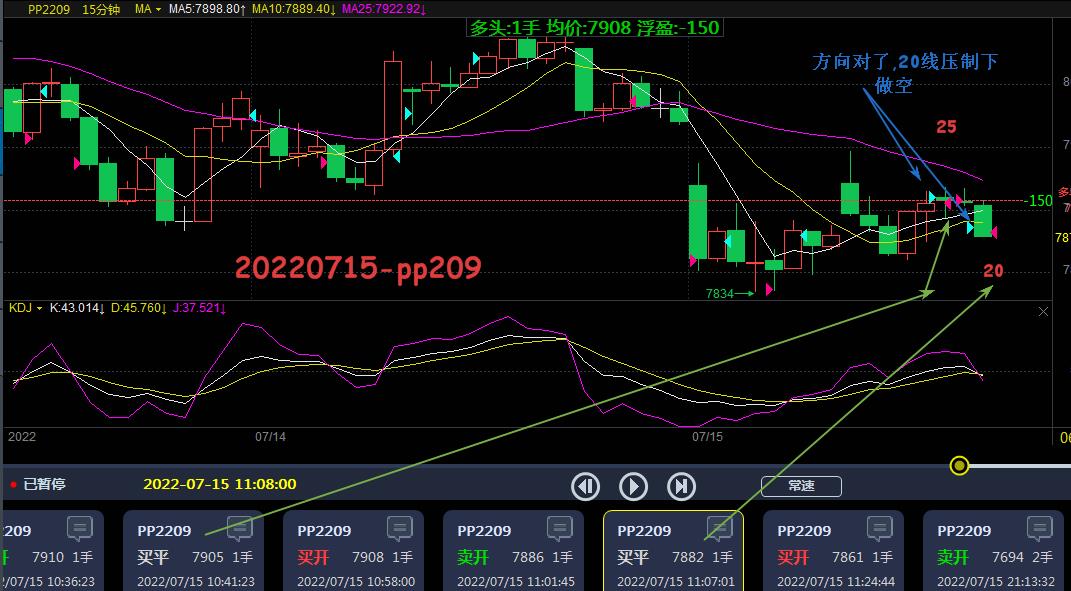 PP2209 15分钟 MA MA5:7898.80↑ MA10:7889.40↓ MA25:7922.92↓
多头:1手 均价:7908 浮盈:-150
方向对了,20线压制下
做空
25
-150
20220715-pp209
20
7834→
KDJ K:43.014↓ D:45.760↓ J:37.521↓
2022 07/14 07/15
已暂停 2022-07-15 11:08:00 常速
209 PP2209 PP2209 PP2209 PP2209 PP2209 PP2209
7910 1手 买平 7905 1手 买开 7908 1手 卖开 7886 1手 买平 7882 1手 买开 7861 1手 卖开 7694 2手
/07/15 10:36:23 2022/07/15 10:41:23 2022/07/15 10:58:00 2022/07/15 11:01:45 2022/07/15 11:07:01 2022/07/15 11:24:44 2022/07/15 21:13:32